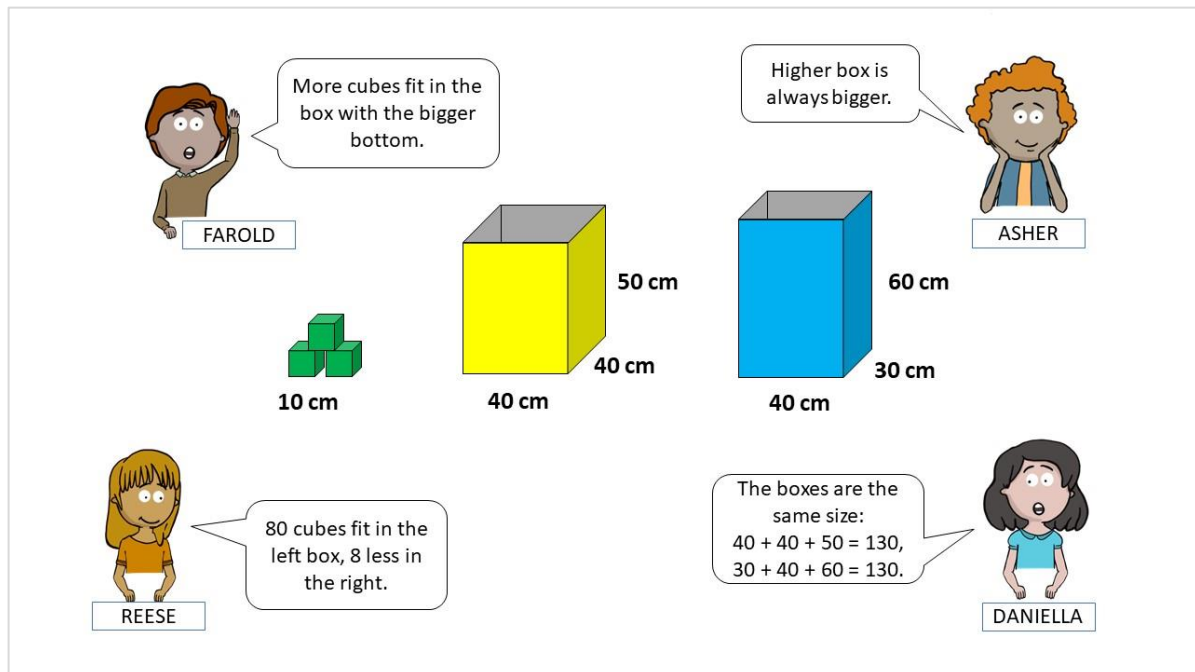 More cubes fit in the
box with the bigger
bottom.
FAROLD
Higher box is
always bigger.
ASHER
50 cm
40 cm
40 cm
60 cm
30 cm
40 cm
10 cm
80 cubes fit in the
left box, 8 less in
the right.
REESE
The boxes are the
same size:
40 + 40 + 50 = 130,
30 + 40 + 60 = 130.
DANIELLA